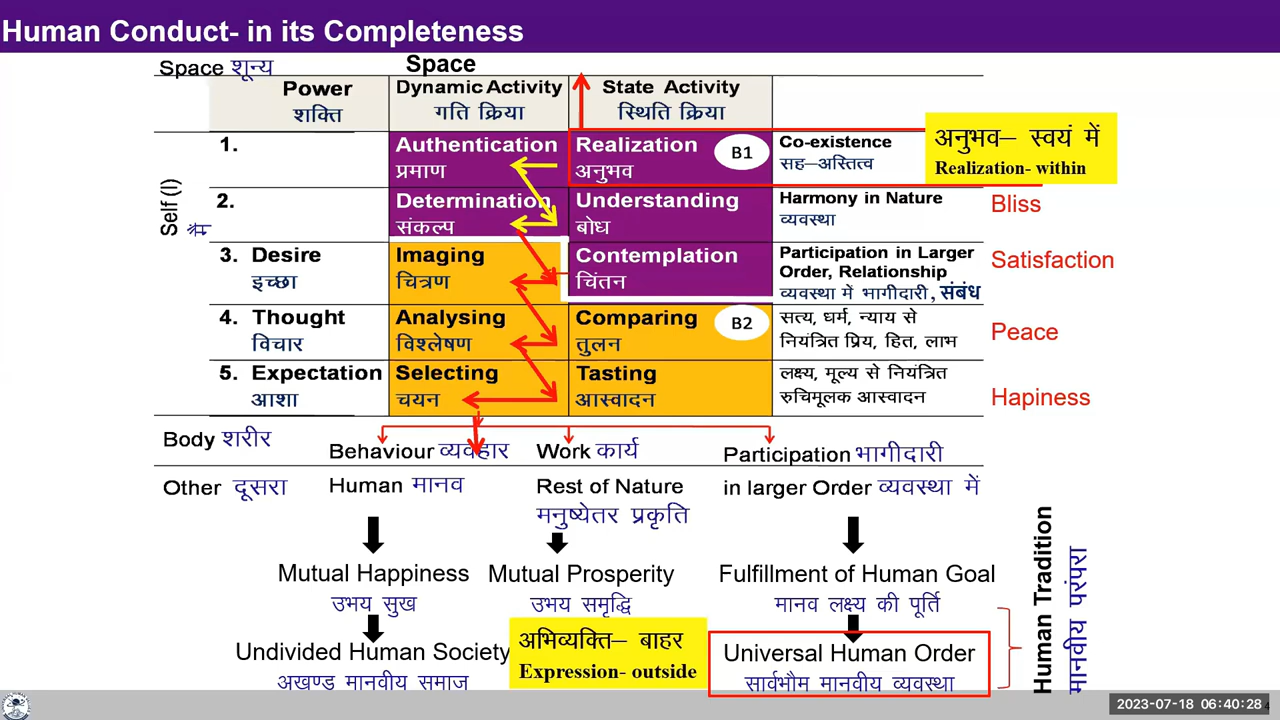 Human Conduct- in its Completeness
Space शून्य
Space
Power
शक्ति
Dynamic Activity
गति क्रिया
State Activity
स्थिति क्रिया
Self (I)
मैं
1.
Authentication
प्रमाण
Realization
अनुभव
B1
Co-existence
सह–अस्तित्व
अनुभव– स्वयं में
Realization- within
2.
Determination
संकल्प
Understanding
बोध
Harmony in Nature
व्यवस्था
Bliss
3. Desire
इच्छा
Imaging
चित्रण
Contemplation
चिंतन
Participation in Larger
Order, Relationship
व्यवस्था में भागीदारी, संबंध
Satisfaction
4. Thought
विचार
Analysing
विश्लेषण
Comparing
तुलन
B2
सत्य, धर्म, न्याय से
नियंत्रित प्रिय, हित, लाभ
Peace
5. Expectation
आशा
Selecting
चयन
Tasting
आस्वादन
लक्ष्य, मूल्य से नियंत्रित
रुचिमूलक आस्वादन
Hapiness
Body शरीर
Behaviour व्यवहार
Work कार्य
Participation भागीदारी
Other दूसरा
Human मानव
Rest of Nature
मनुष्येतर प्रकृति
in larger Order व्यवस्था में
Mutual Happiness
उभय सुख
Mutual Prosperity
उभय समृद्धि
Fulfillment of Human Goal
मानव लक्ष्य की पूर्ति
Undivided Human Society
अखण्ड मानवीय समाज
अभिव्यक्ति– बाहर
Expression- outside
Universal Human Order
सार्वभौम मानवीय व्यवस्था
Human Tradition
मानवीय परंपरा
2023-07-18 06:40:28